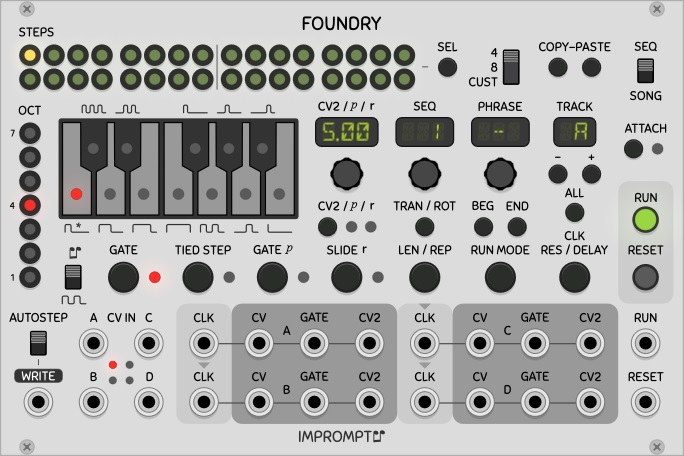 FOUNDRY
STEPS
SEL
4
8
CUST
COPY-PASTE
SEQ
SONG
OCT
7
4
1
CV2 / p / r
SEQ
PHRASE
TRACK
5.00
1
--
A
ATTACH
- +
CV2 / p / r
TRAN / ROT
BEG
END
ALL
RUN
GATE
TIED STEP
GATE p
SLIDE r
LEN / REP
RUN MODE
CLK
RES / DELAY
RESET
*
AUTOSTEP
A
CV IN
C
CLK
CV
GATE
CV2
CLK
CV
GATE
CV2
RUN
A
C
WRITE
B
D
CLK
CV
GATE
CV2
CLK
CV
GATE
CV2
RESET
B
D
IMPROMPT